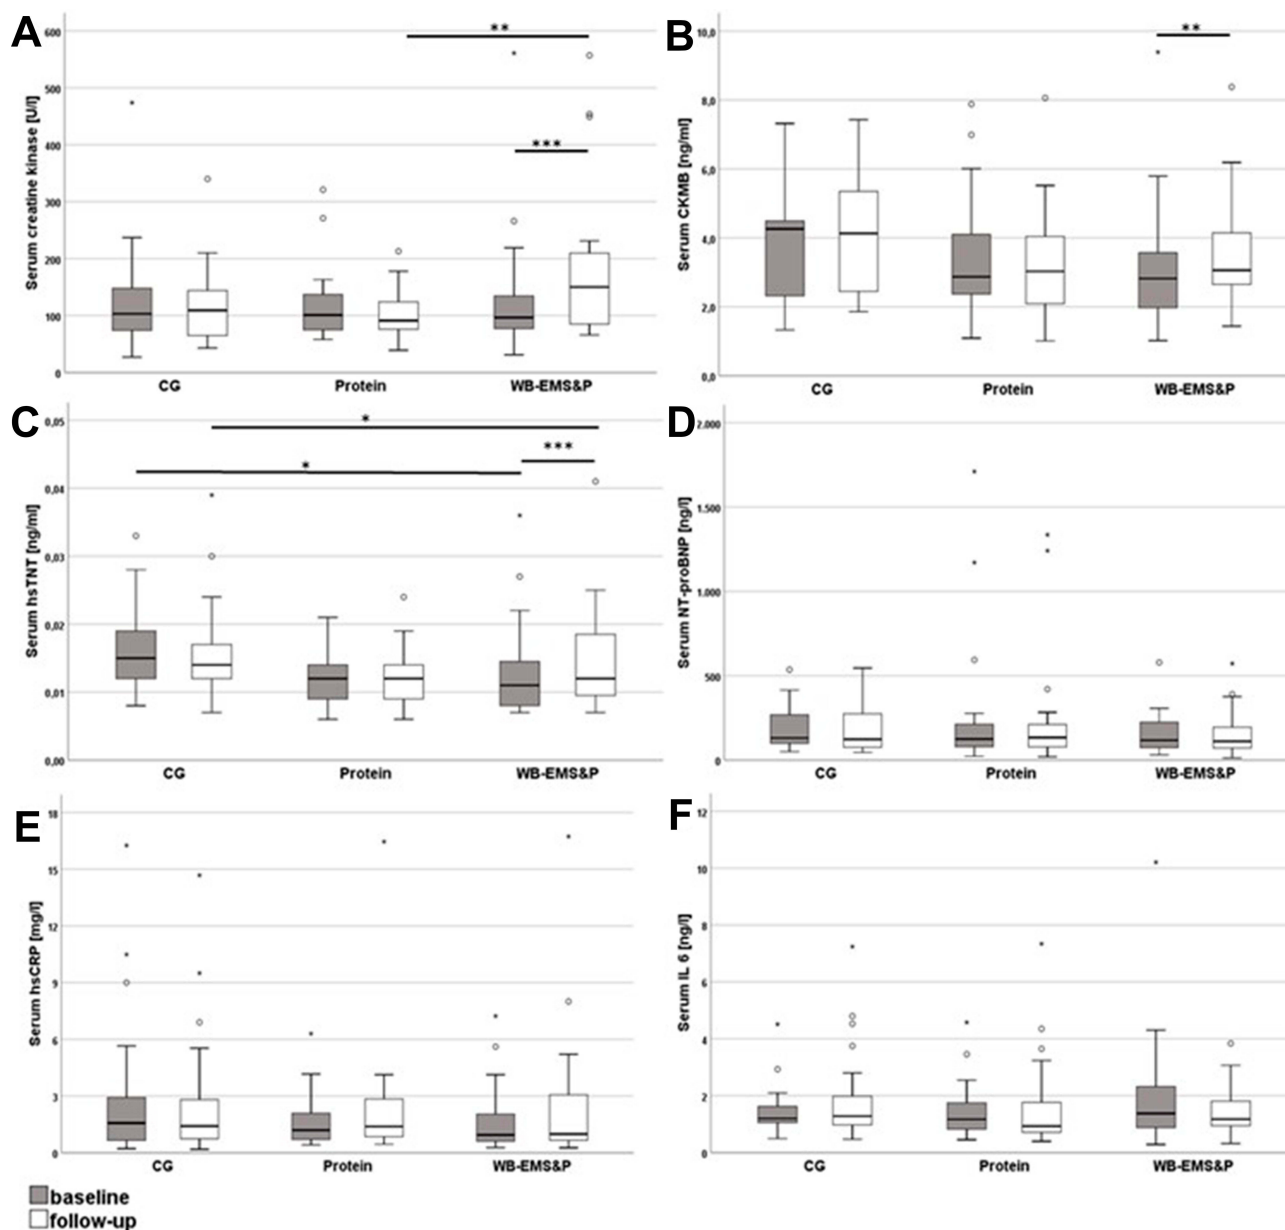 A
Serum creatine kinase [U/l]
600
500
400
300
200
100
0
**
***
CG Protein WB-EMS&P
B
Serum CKMB [ng/ml]
10,0
8,0
6,0
4,0
2,0
0,0
**
CG Protein WB-EMS&P
C
Serum hsTNT [ng/ml]
0,05
0,04
0,03
0,02
0,01
0,00
*
*
***
CG Protein WB-EMS&P
D
Serum NT-proBNP [ng/l]
2.000
1.500
1.000
500
0
CG Protein WB-EMS&P
E
Serum hsCRP [mg/l]
18
15
12
9
6
3
0
CG Protein WB-EMS&P
F
Serum IL 6 [ng/l]
12
10
8
6
4
2
0
CG Protein WB-EMS&P
baseline
follow-up